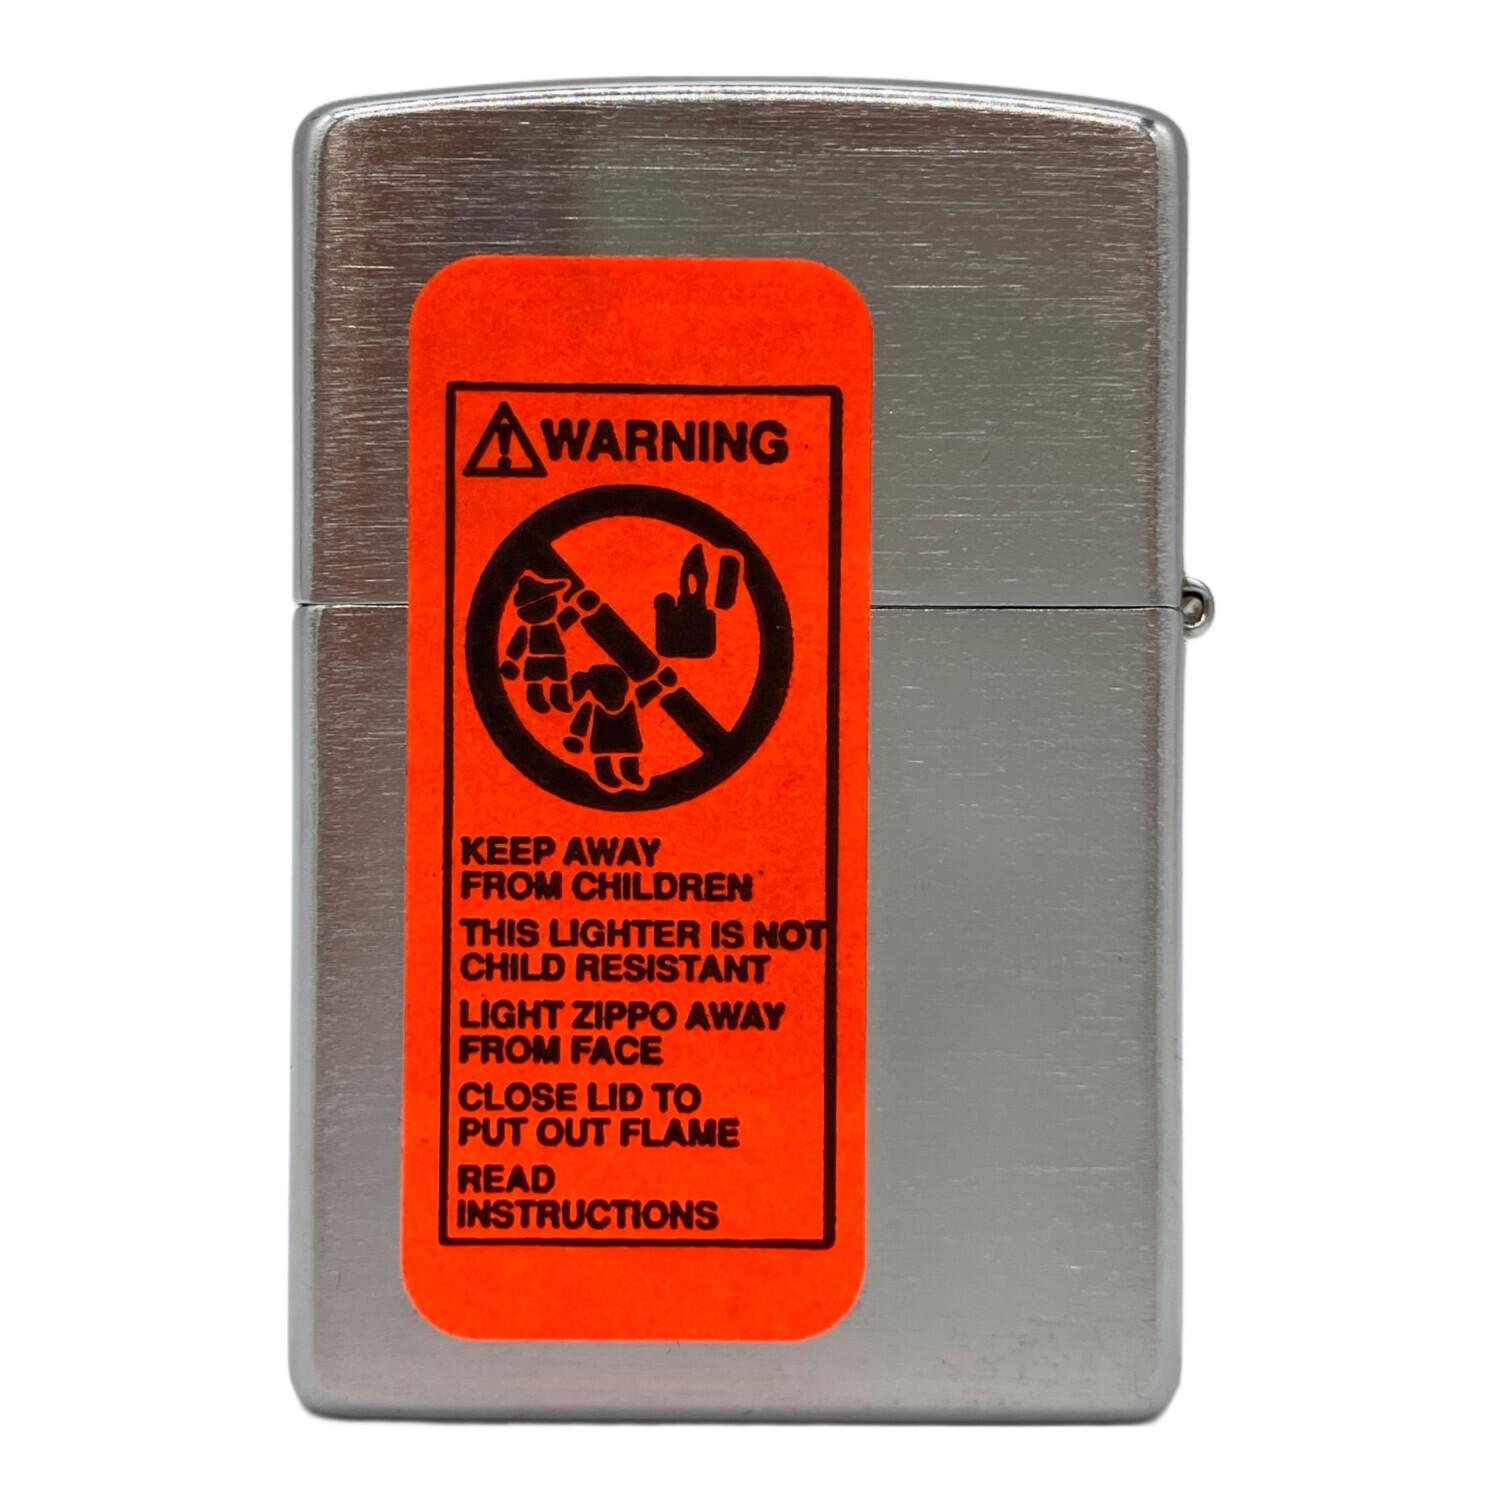 WARNING
KEEP AWAY
FROM CHILDREN
THIS LIGHTER IS NOT
CHILD RESISTANT
LIGHT ZIPPO AWAY
FROM FACE
CLOSE LID TO
PUT OUT FLAME
READ
INSTRUCTIONS